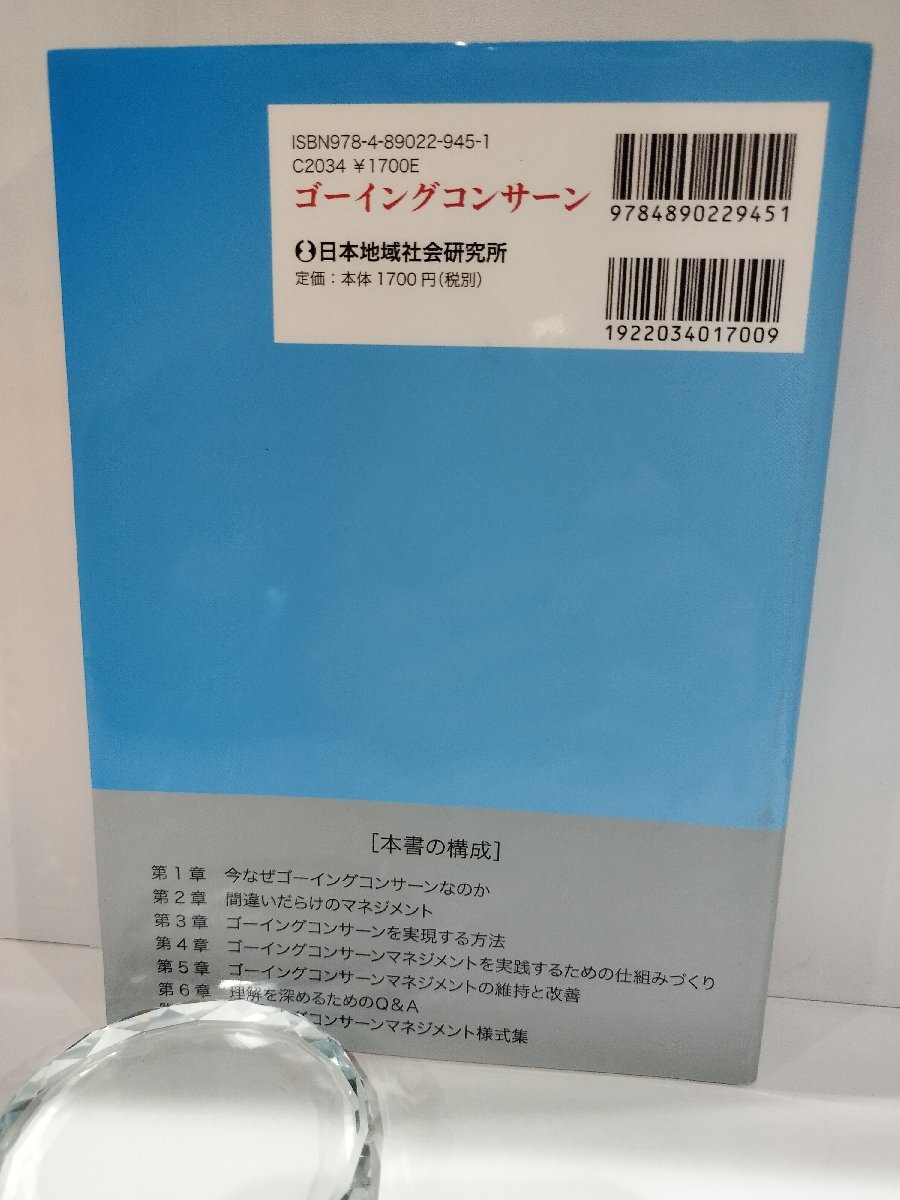 ISBN978-4-89022-945-1
C2034 ¥1700E
ゴーイングコンサーン
日本地域社会研究所
定価：本体1700円（税別）
9784890229451
1922034017009
［本書の構成］
第1章 今なぜゴーイングコンサーンなのか
第2章 間違いだらけのマネジメント
第3章 ゴーイングコンサーンを実現する方法
第4章 ゴーイングコンサーンマネジメントを実践するための仕組みづくり
第5章 ゴーイングコンサーンマネジメントの維持と改善
第6章 理解を深めるためのQ&A
グコンサーンマネジメント様式集